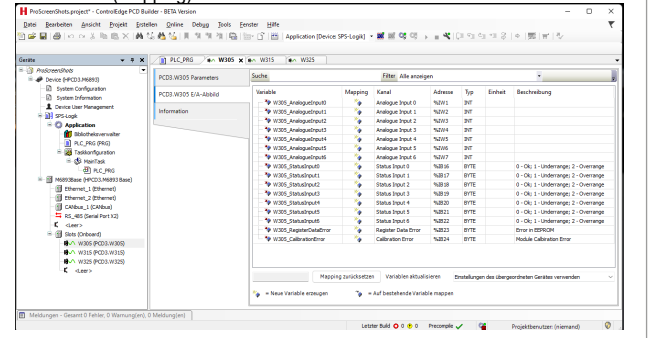 ProScreenShots.project* - ControlEdge PCD Builder - BETA Version
Datei Bearbeiten Ansicht Projekt Erstellen Online Debug Tools Fenster Hilfe
Application [Device SPS-Logik]
Geräte
ProScreenShots
Device (HPCD3.M6893)
System Configuration
System Information
Device User Management
SPS-Logik
Application
Bibliotheksverwalter
PLC_PRG (PRG)
Taskkonfiguration
MainTask
PLC_PRG
M6893Base (HPCD3.M6893 Base)
Ethernet_1 (Ethernet)
Ethernet_2 (Ethernet)
CANbus_1 (CANbus)
RS_485 (Serial Port X2)
<Leer>
Slots (Onboard)
W305 (PCD3.W305)
W315 (PCD3.W315)
W325 (PCD3.W325)
<Leer>
PLC_PRG W305 W315 W325
PCD3.W305 Parameters
PCD3.W305 E/A-Abbild
Information
Suche Filter Alle anzeigen
Variable Mapping Kanal Adresse Typ Einheit Beschreibung
W305_AnalogueInput0 Analogue Input 0 %IW1 INT
W305_AnalogueInput1 Analogue Input 1 %IW2 INT
W305_AnalogueInput2 Analogue Input 2 %IW3 INT
W305_AnalogueInput3 Analogue Input 3 %IW4 INT
W305_AnalogueInput4 Analogue Input 4 %IW5 INT
W305_AnalogueInput5 Analogue Input 5 %IW6 INT
W305_AnalogueInput6 Analogue Input 6 %IW7 INT
W305_StatusInput0 Status Input 0 %IB16 BYTE 0 - Ok; 1 - Underrange; 2 - Overrange
W305_StatusInput1 Status Input 1 %IB17 BYTE 0 - Ok; 1 - Underrange; 2 - Overrange
W305_StatusInput2 Status Input 2 %IB18 BYTE 0 - Ok; 1 - Underrange; 2 - Overrange
W305_StatusInput3 Status Input 3 %IB19 BYTE 0 - Ok; 1 - Underrange; 2 - Overrange
W305_StatusInput4 Status Input 4 %IB20 BYTE 0 - Ok; 1 - Underrange; 2 - Overrange
W305_StatusInput5 Status Input 5 %IB21 BYTE 0 - Ok; 1 - Underrange; 2 - Overrange
W305_StatusInput6 Status Input 6 %IB22 BYTE 0 - Ok; 1 - Underrange; 2 - Overrange
W305_RegisterDataError Register Data Error %IB23 BYTE Error in EEPROM
W305_CalibrationError Calibration Error %IB24 BYTE Module Calibration Error
Mapping zurücksetzen Variablen aktualisieren Einstellungen des übergeordneten Gerätes verwenden
= Neue Variable erzeugen = Auf bestehende Variable mappen
Meldungen - Gesamt 0 Fehler, 0 Warnung(en), 0 Meldung(en)
Letzter Build 0 0 Precompile Projektbenutzer: (niemand)